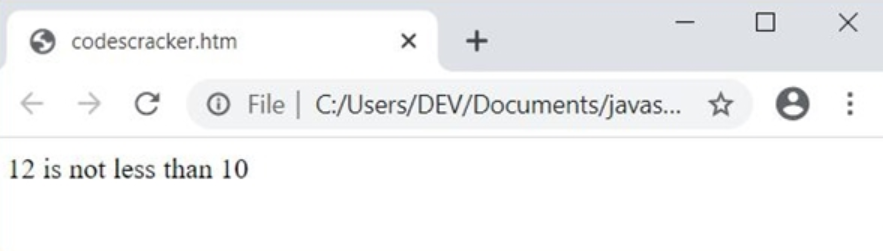 codescracker.htm
File | C:/Users/DEV/Documents/javas...
12 is not less than 10